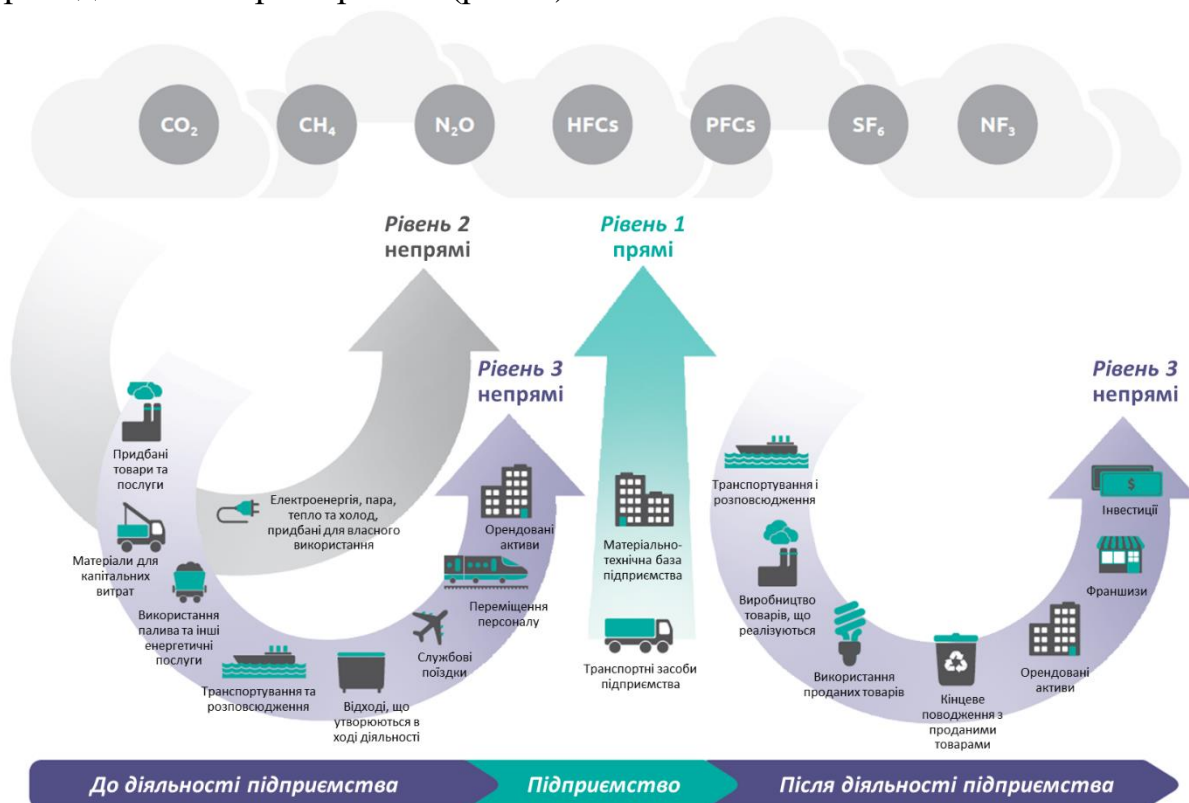 CO₂
CH₄
N₂O
HFCs
PFCs
SF₆
NF₃
Рівень 2
непрямі
Рівень 1
прямі
Рівень 3
непрямі
Рівень 3
непрямі
Придбані
товари та
послуги
Матеріали для
капітальних
витрат
Використання
палива та інші
енергетичні
послуги
Транспортування та
розповсюдження
Відході, що
утворюються в
ході діяльності
Службові
поїздки
Переміщення
персоналу
Орендовані
активи
Електроенергія, пара,
тепло та холод,
придбані для власного
використання
Матеріально-
технічна база
підприємства
Транспортні засоби
підприємства
Транспортування і
розповсюдження
Виробництво
товарів, що
реалізуються
Використання
проданих товарів
Кінцеве
поводження з
проданими
товарами
Орендовані
активи
Франшизи
$
Інвестиції
До діяльності підприємства
Підприємство
Після діяльності підприємства